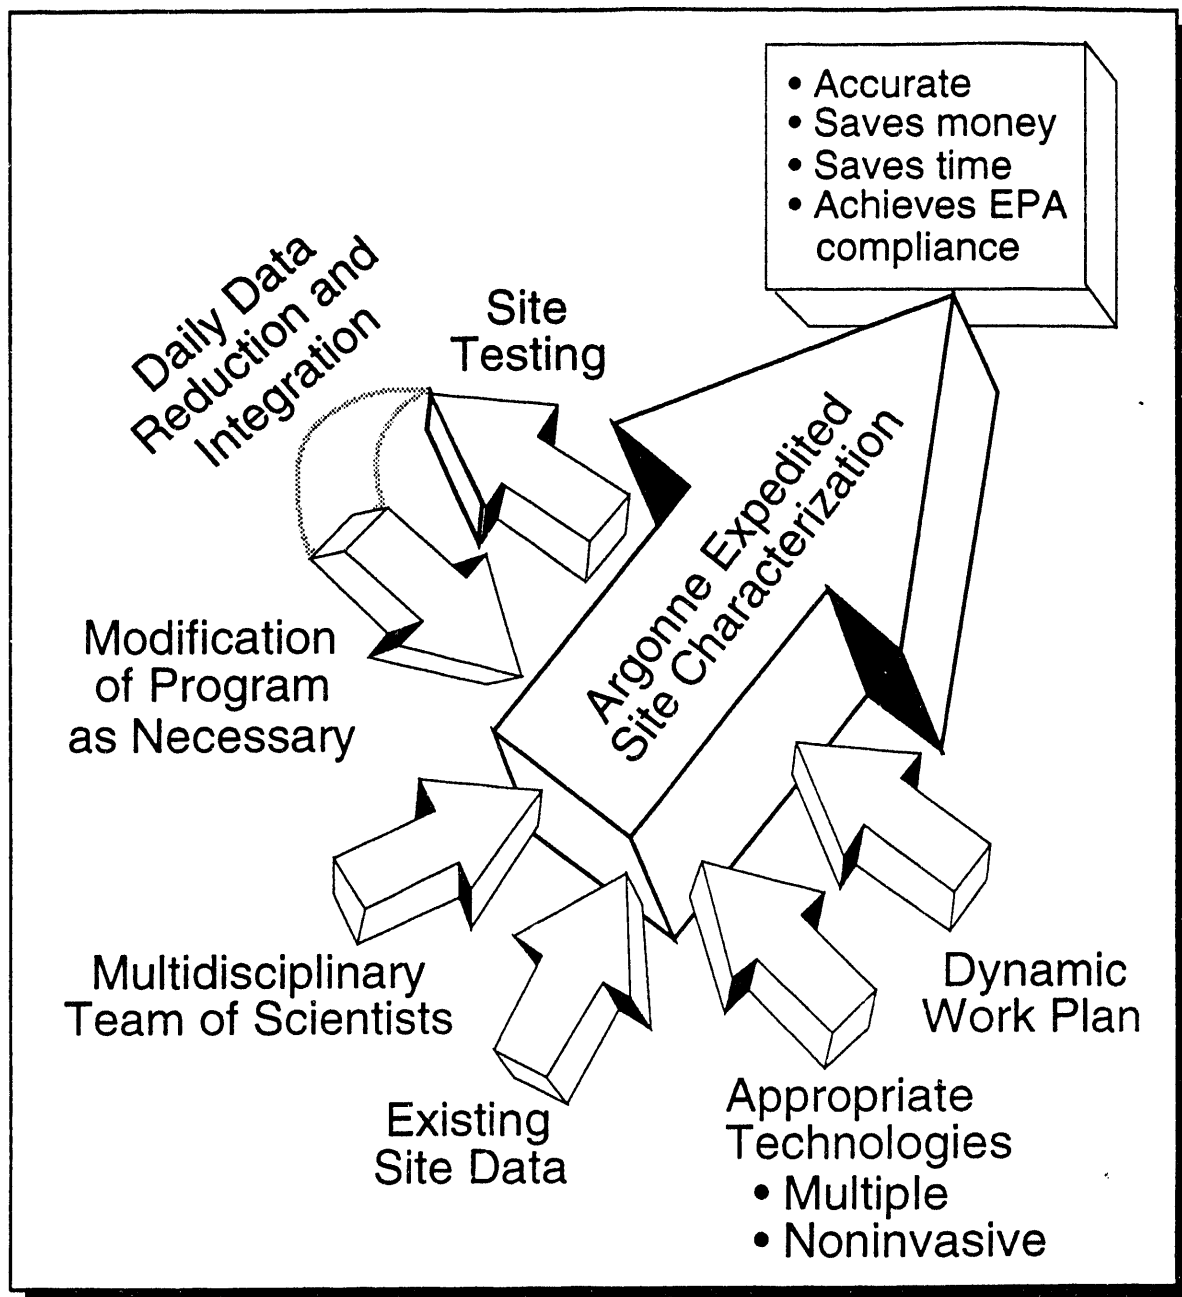 • Accurate
• Saves money
• Saves time
• Achieves EPA
compliance
Daily Data
Reduction and
Integration
Site
Testing
Argonne Expedited
Site Characterization
Modification
of Program
as Necessary
Multidisciplinary
Team of Scientists
Existing
Site Data
Appropriate
Technologies
• Multiple
• Noninvasive
Dynamic
Work Plan